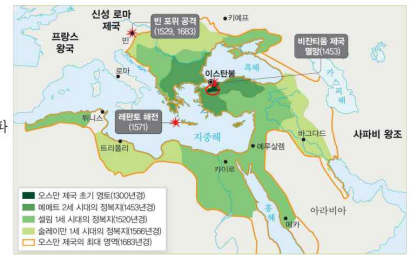 신성 로마
제국
빈 포위 공격
(1529, 1683)
키예프
프랑스
왕국
빈
비잔티움 제국
멸망(1453)
로마
이스탄불
흑해
카
스
피
해
튀니스
레판토 해전
(1571)
사파비 왕조
바그다드
트리폴리
지중해
예루살렘
카이로
아라비아
홍
해
메카
파
오스만 제국 초기 영토(1300년경)
메메트 2세 시대의 정복지(1453년경)
셀림 1세 시대의 정복지(1520년경)
술레이만 1세 시대의 정복지(1566년경)
오스만 제국의 최대 영역(1683년경)